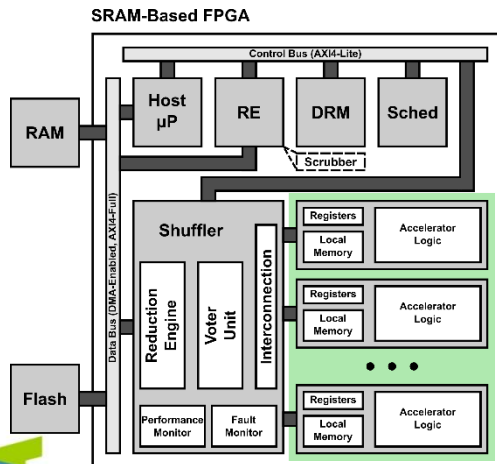 SRAM-Based FPGA
Control Bus (AXI4-Lite)
Host
µP
RE
DRM
Sched
RAM
Scrubber
Data Bus (DMA-Enabled, AXI4-Full)
Shuffler
Reduction
Engine
Voter
Unit
Interconnection
Performance
Monitor
Fault
Monitor
Registers
Local
Memory
Accelerator
Logic
Registers
Local
Memory
Accelerator
Logic
• • •
Registers
Local
Memory
Accelerator
Logic
Flash